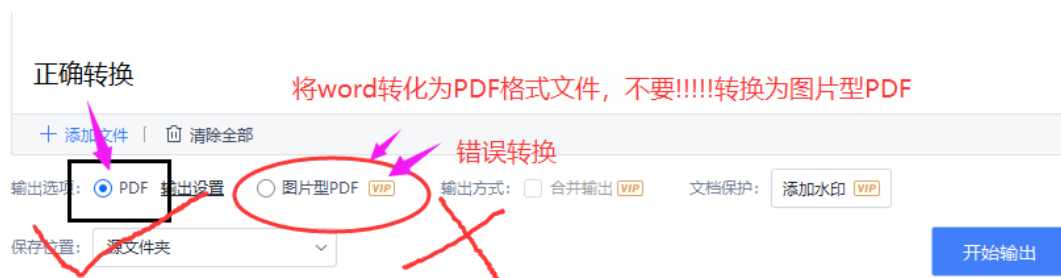 正确转换
将word转化为PDF格式文件，不要!!!!!转换为图片型PDF
添加文件 清除全部
错误转换
输出选项： PDF 输出设置 图片型PDF VIP 输出方式： 合并输出 VIP 文档保护： 添加水印 VIP
保存位置： 源文件夹 开始输出